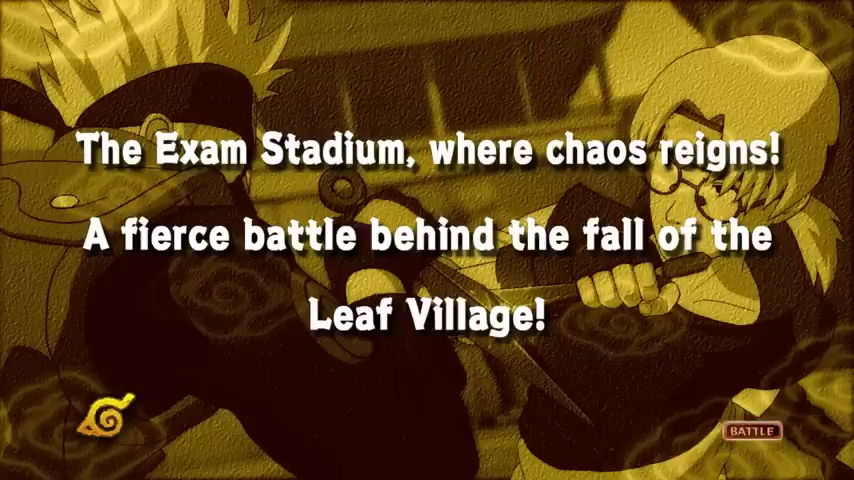 The Exam Stadium, where chaos reigns!
A fierce battle behind the fall of the
Leaf Village!
BATTLE